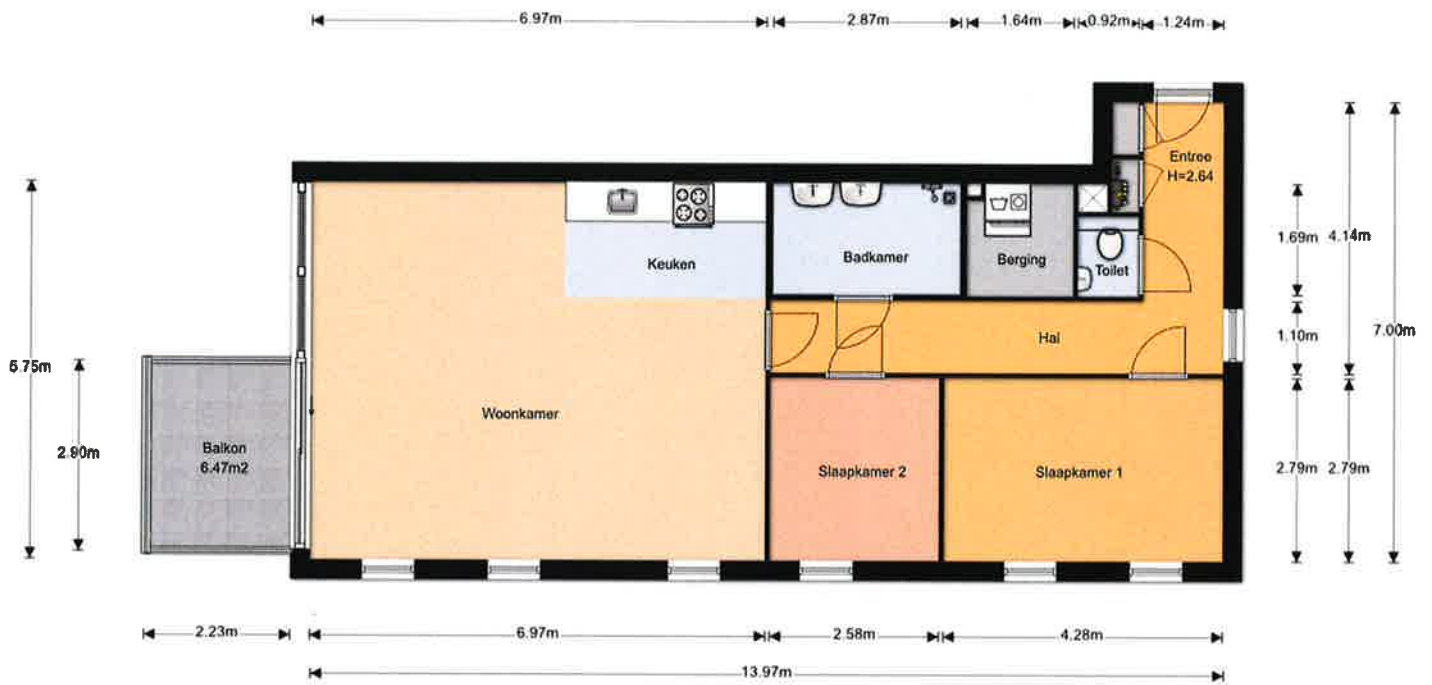 6.97m
2.87m
1.64m
0.92m
1.24m
Entree
H=2.64
Keuken
Badkamer
Berging
Toilet
1.69m
4.14m
Hal
1.10m
7.00m
5.75m
Woonkamer
2.90m
Balkon
6.47m2
Slaapkamer 2
Slaapkamer 1
2.79m
2.79m
2.23m
6.97m
2.58m
4.28m
13.97m